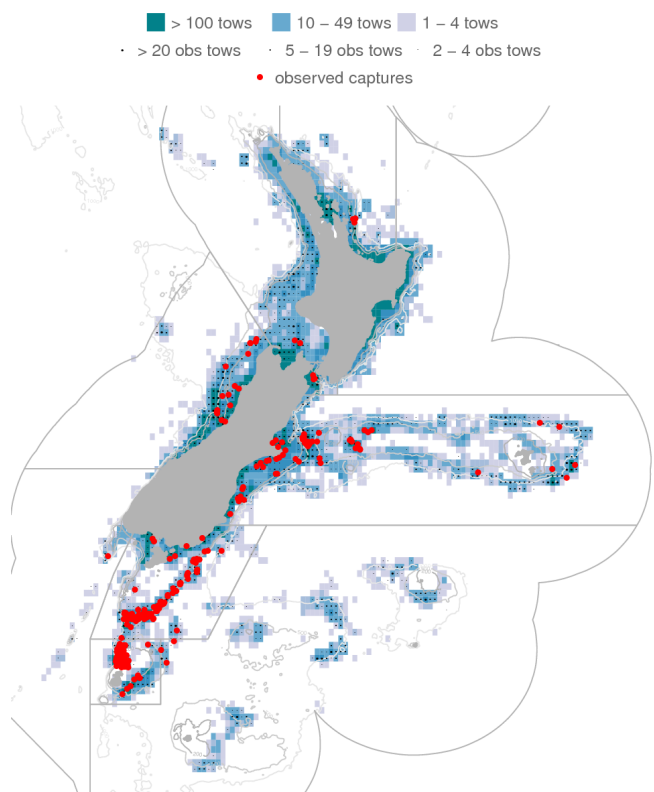 > 100 tows 10 − 49 tows 1 − 4 tows
> 20 obs tows 5 − 19 obs tows 2 − 4 obs tows
observed captures